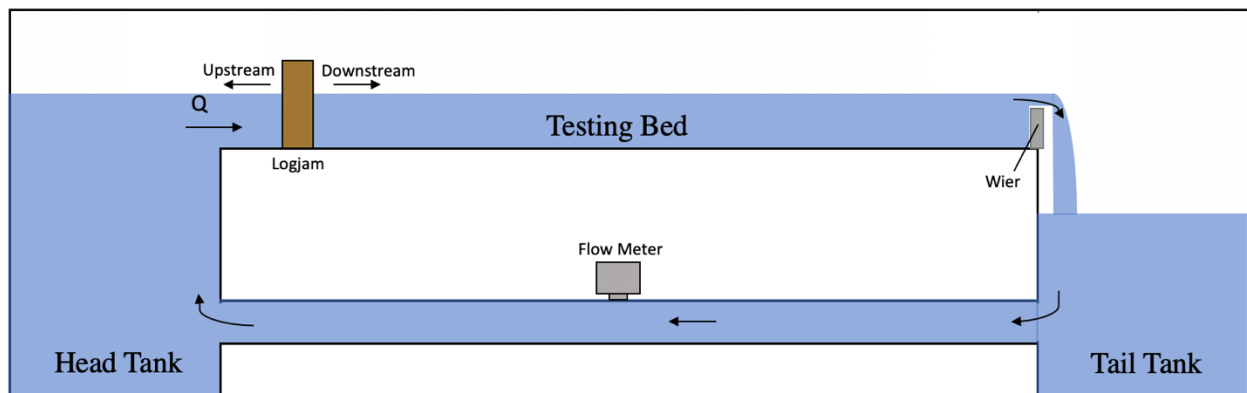 Upstream Downstream
Q
Testing Bed
Logjam
Wier
Flow Meter
Head Tank
Tail Tank